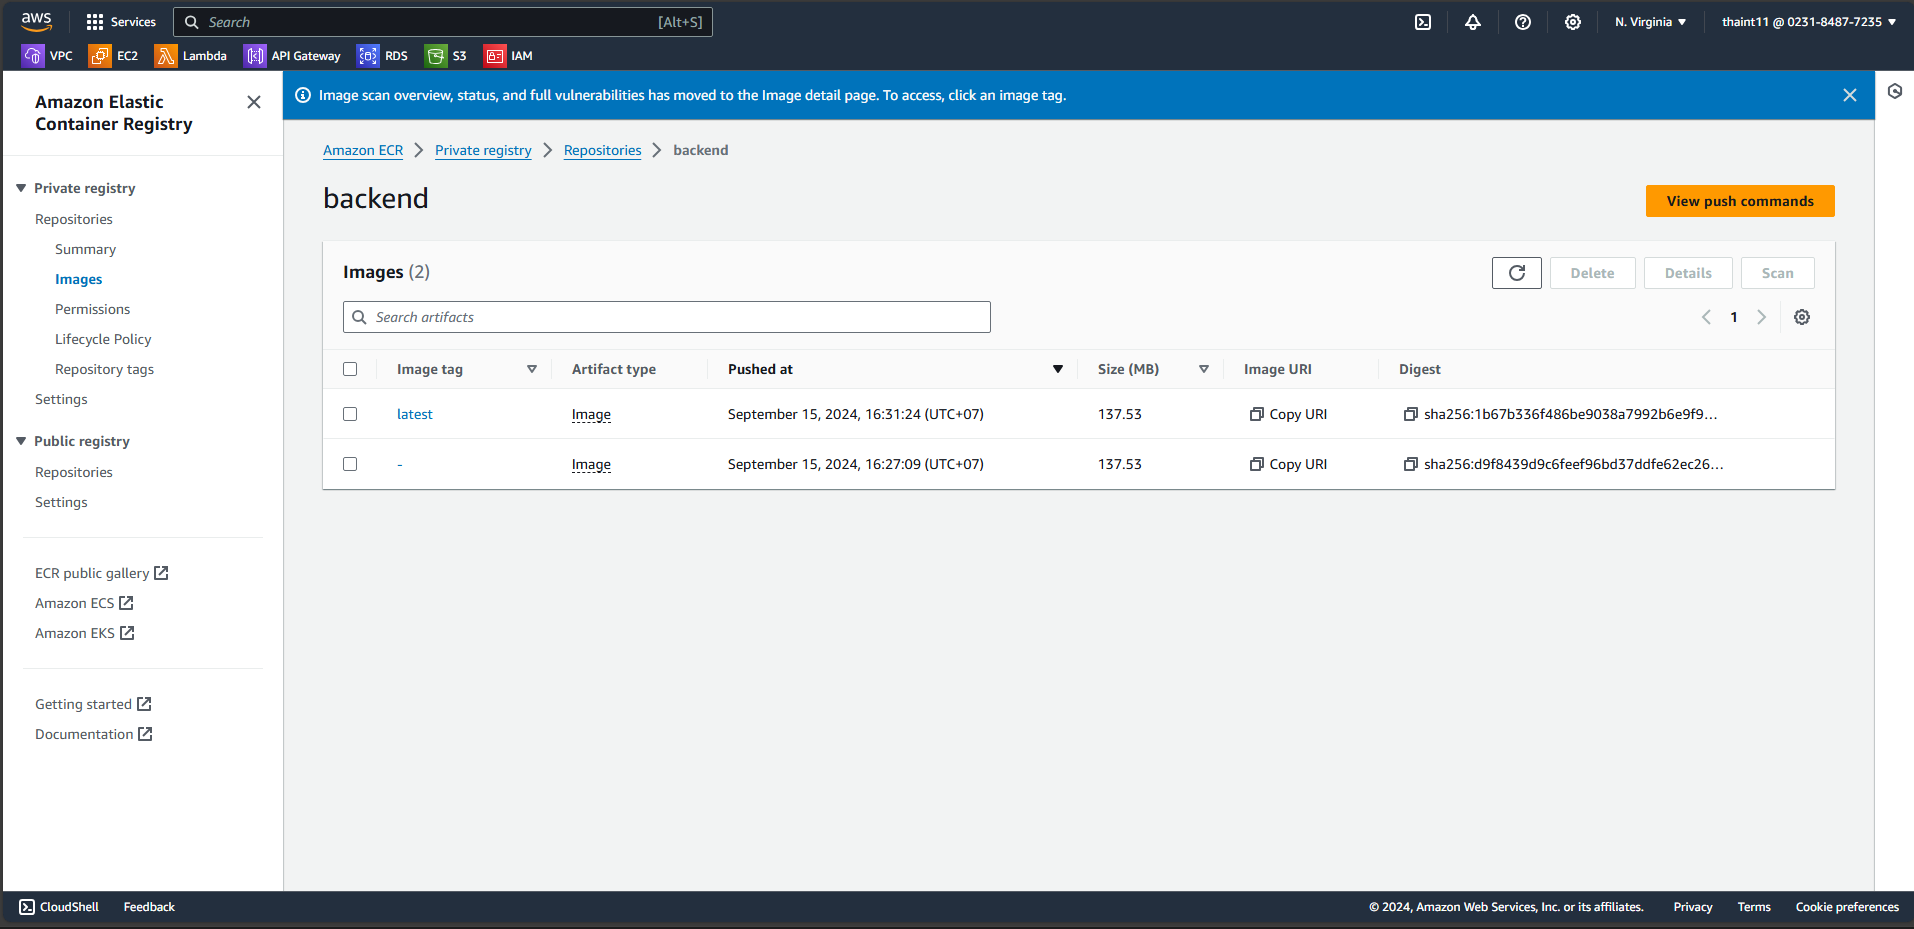 aws Services Search [Alt+S] N. Virginia thaint11 @ 0231-8487-7235
VPC EC2 Lambda API Gateway RDS S3 IAM
Amazon Elastic
Container Registry
Image scan overview, status, and full vulnerabilities has moved to the Image detail page. To access, click an image tag.
Private registry
Repositories
Summary
Images
Permissions
Lifecycle Policy
Repository tags
Settings
Public registry
Repositories
Settings
ECR public gallery
Amazon ECS
Amazon EKS
Getting started
Documentation
Amazon ECR Private registry Repositories backend
backend
View push commands
Images (2)
Delete Details Scan
Search artifacts
1
Image tag Artifact type Pushed at Size (MB) Image URI Digest
latest Image September 15, 2024, 16:31:24 (UTC+07) 137.53 Copy URI sha256:1b67b336f486be9038a7992b6e9f9...
- Image September 15, 2024, 16:27:09 (UTC+07) 137.53 Copy URI sha256:d9f8439d9c6feef96bd37ddfe62ec26...
CloudShell Feedback © 2024, Amazon Web Services, Inc. or its affiliates. Privacy Terms Cookie preferences